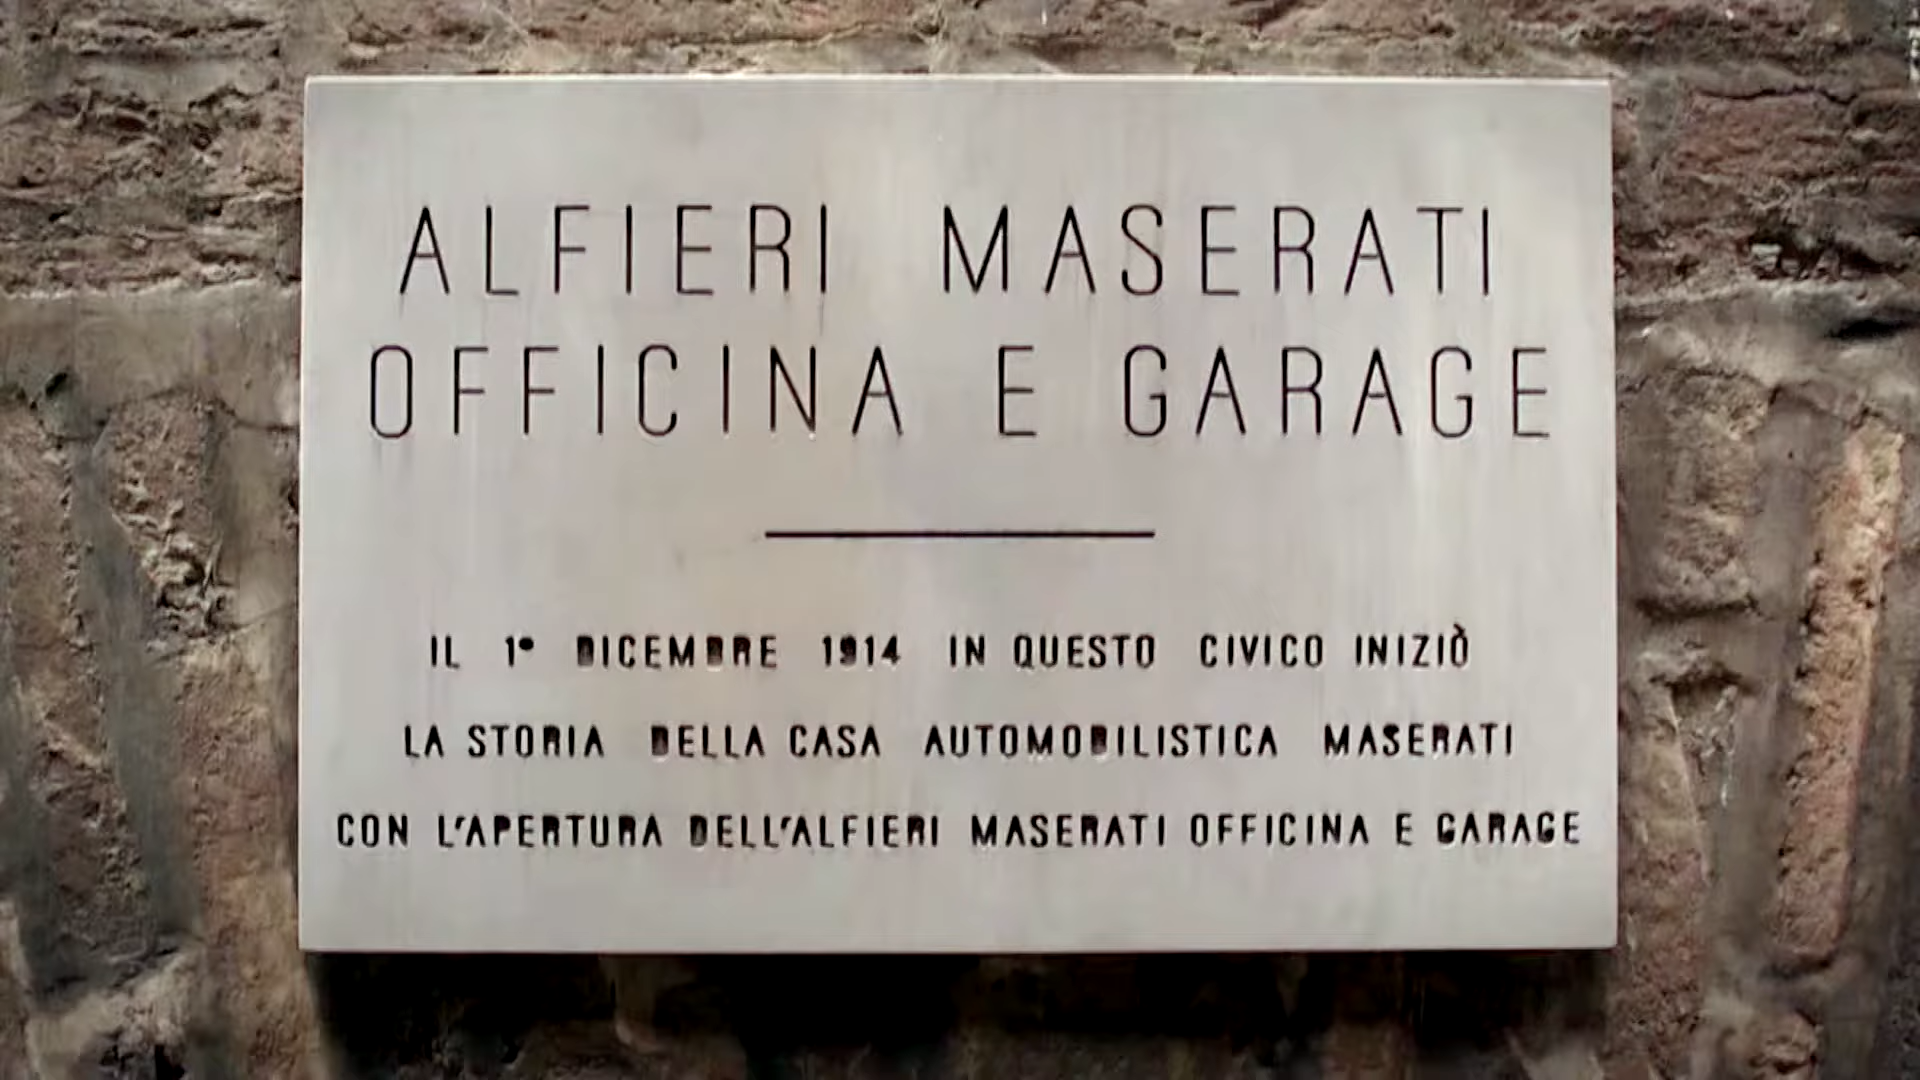 ALFIERI MASERATI
OFFICINA E GARAGE
IL 1° DICEMBRE 1914 IN QUESTO CIVICO INIZIÒ
LA STORIA DELLA CASA AUTOMOBILISTICA MASERATI
CON L'APERTURA DELL'ALFIERI MASERATI OFFICINA E GARAGE